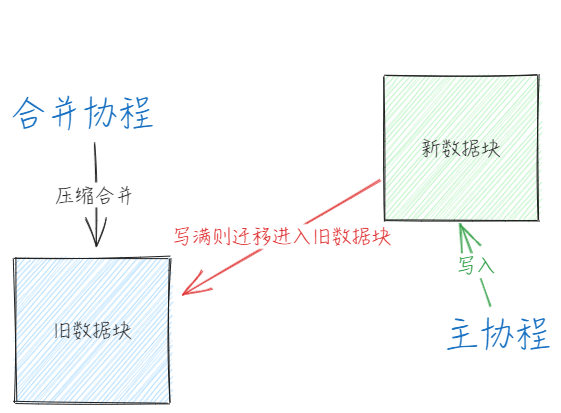 合并协程
新数据块
压缩合并
写满则迁移进入旧数据块
写入
旧数据块
主协程